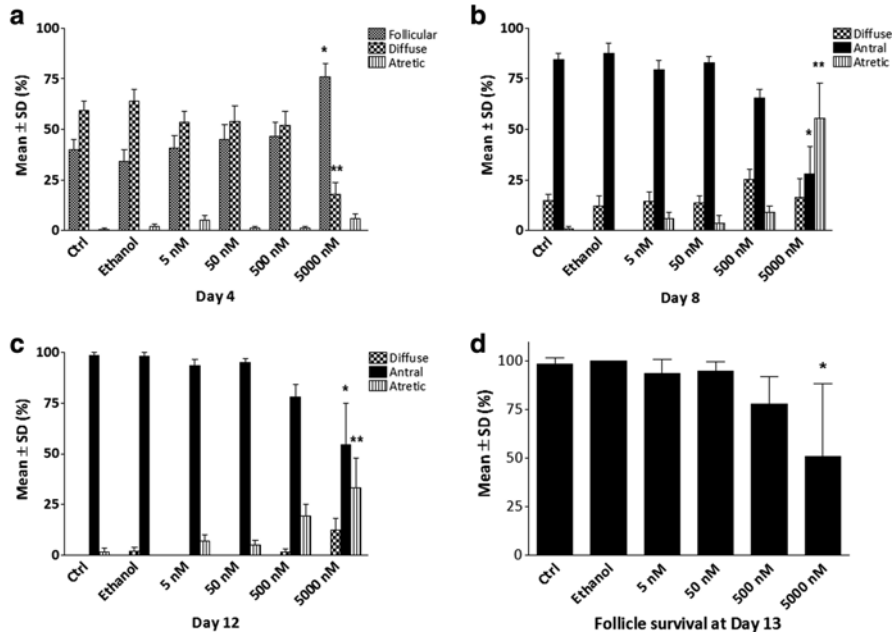 a
Follicular
Diffuse
Atretic
Mean ± SD (%)
100
75
50
25
0
*
**
Ctrl
Ethanol
5 nM
50 nM
500 nM
5000 nM
Day 4
b
Diffuse
Antral
Atretic
Mean ± SD (%)
100
75
50
25
0
*
**
Ctrl
Ethanol
5 nM
50 nM
500 nM
5000 nM
Day 8
c
Diffuse
Antral
Atretic
Mean ± SD (%)
100
75
50
25
0
*
**
Ctrl
Ethanol
5 nM
50 nM
500 nM
5000 nM
Day 12
d
Mean ± SD (%)
100
75
50
25
0
*
Ctrl
Ethanol
5 nM
50 nM
500 nM
5000 nM
Follicle survival at Day 13